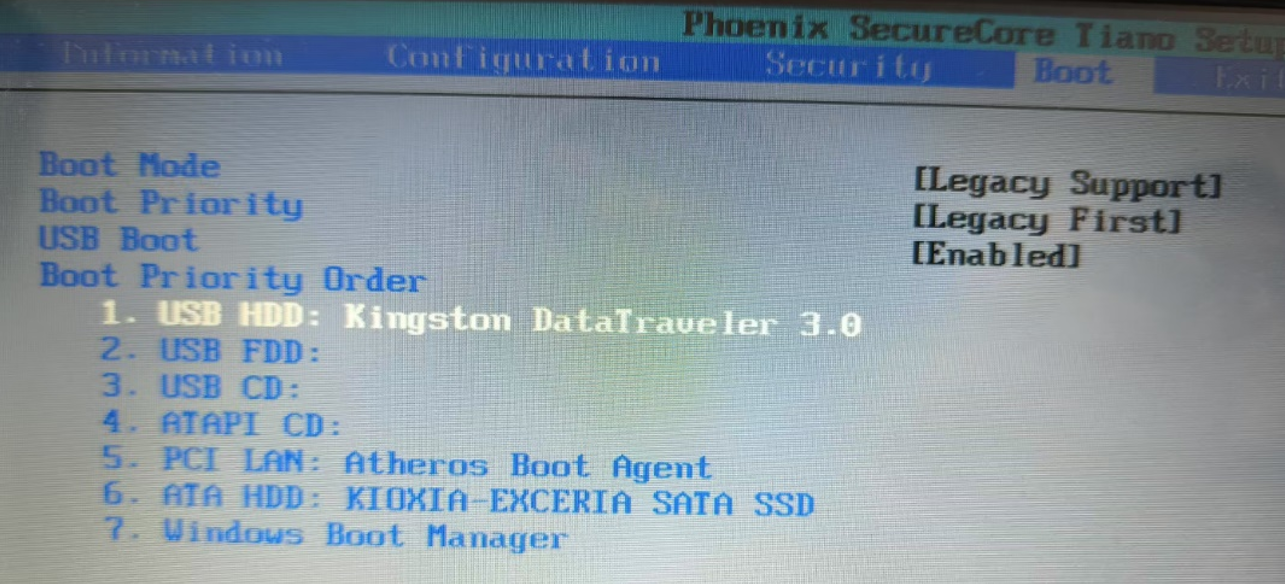 Phoenix SecureCore Tiano Setup
Information Configuration Security Boot Exit
Boot Mode [Legacy Support]
Boot Priority [Legacy First]
USB Boot [Enabled]
Boot Priority Order
1. USB HDD: Kingston DataTraveler 3.0
2. USB FDD:
3. USB CD:
4. ATAPI CD:
5. PCI LAN: Atheros Boot Agent
6. ATA HDD: KIOXIA-EXCERIA SATA SSD
7. Windows Boot Manager